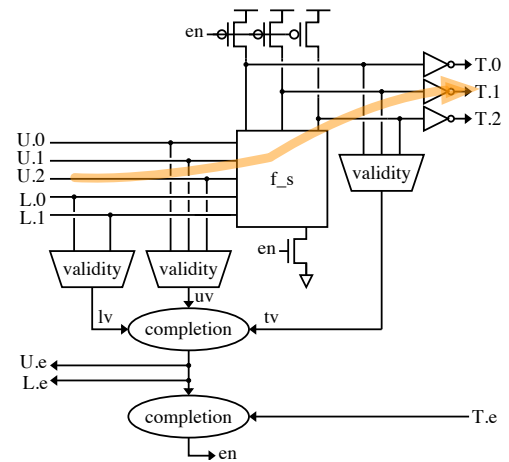 en
T.0
T.1
T.2
U.0
U.1
U.2
L.0
L.1
f_s
validity
en
validity
validity
uv
lv
tv
completion
U.e
L.e
completion
T.e
en